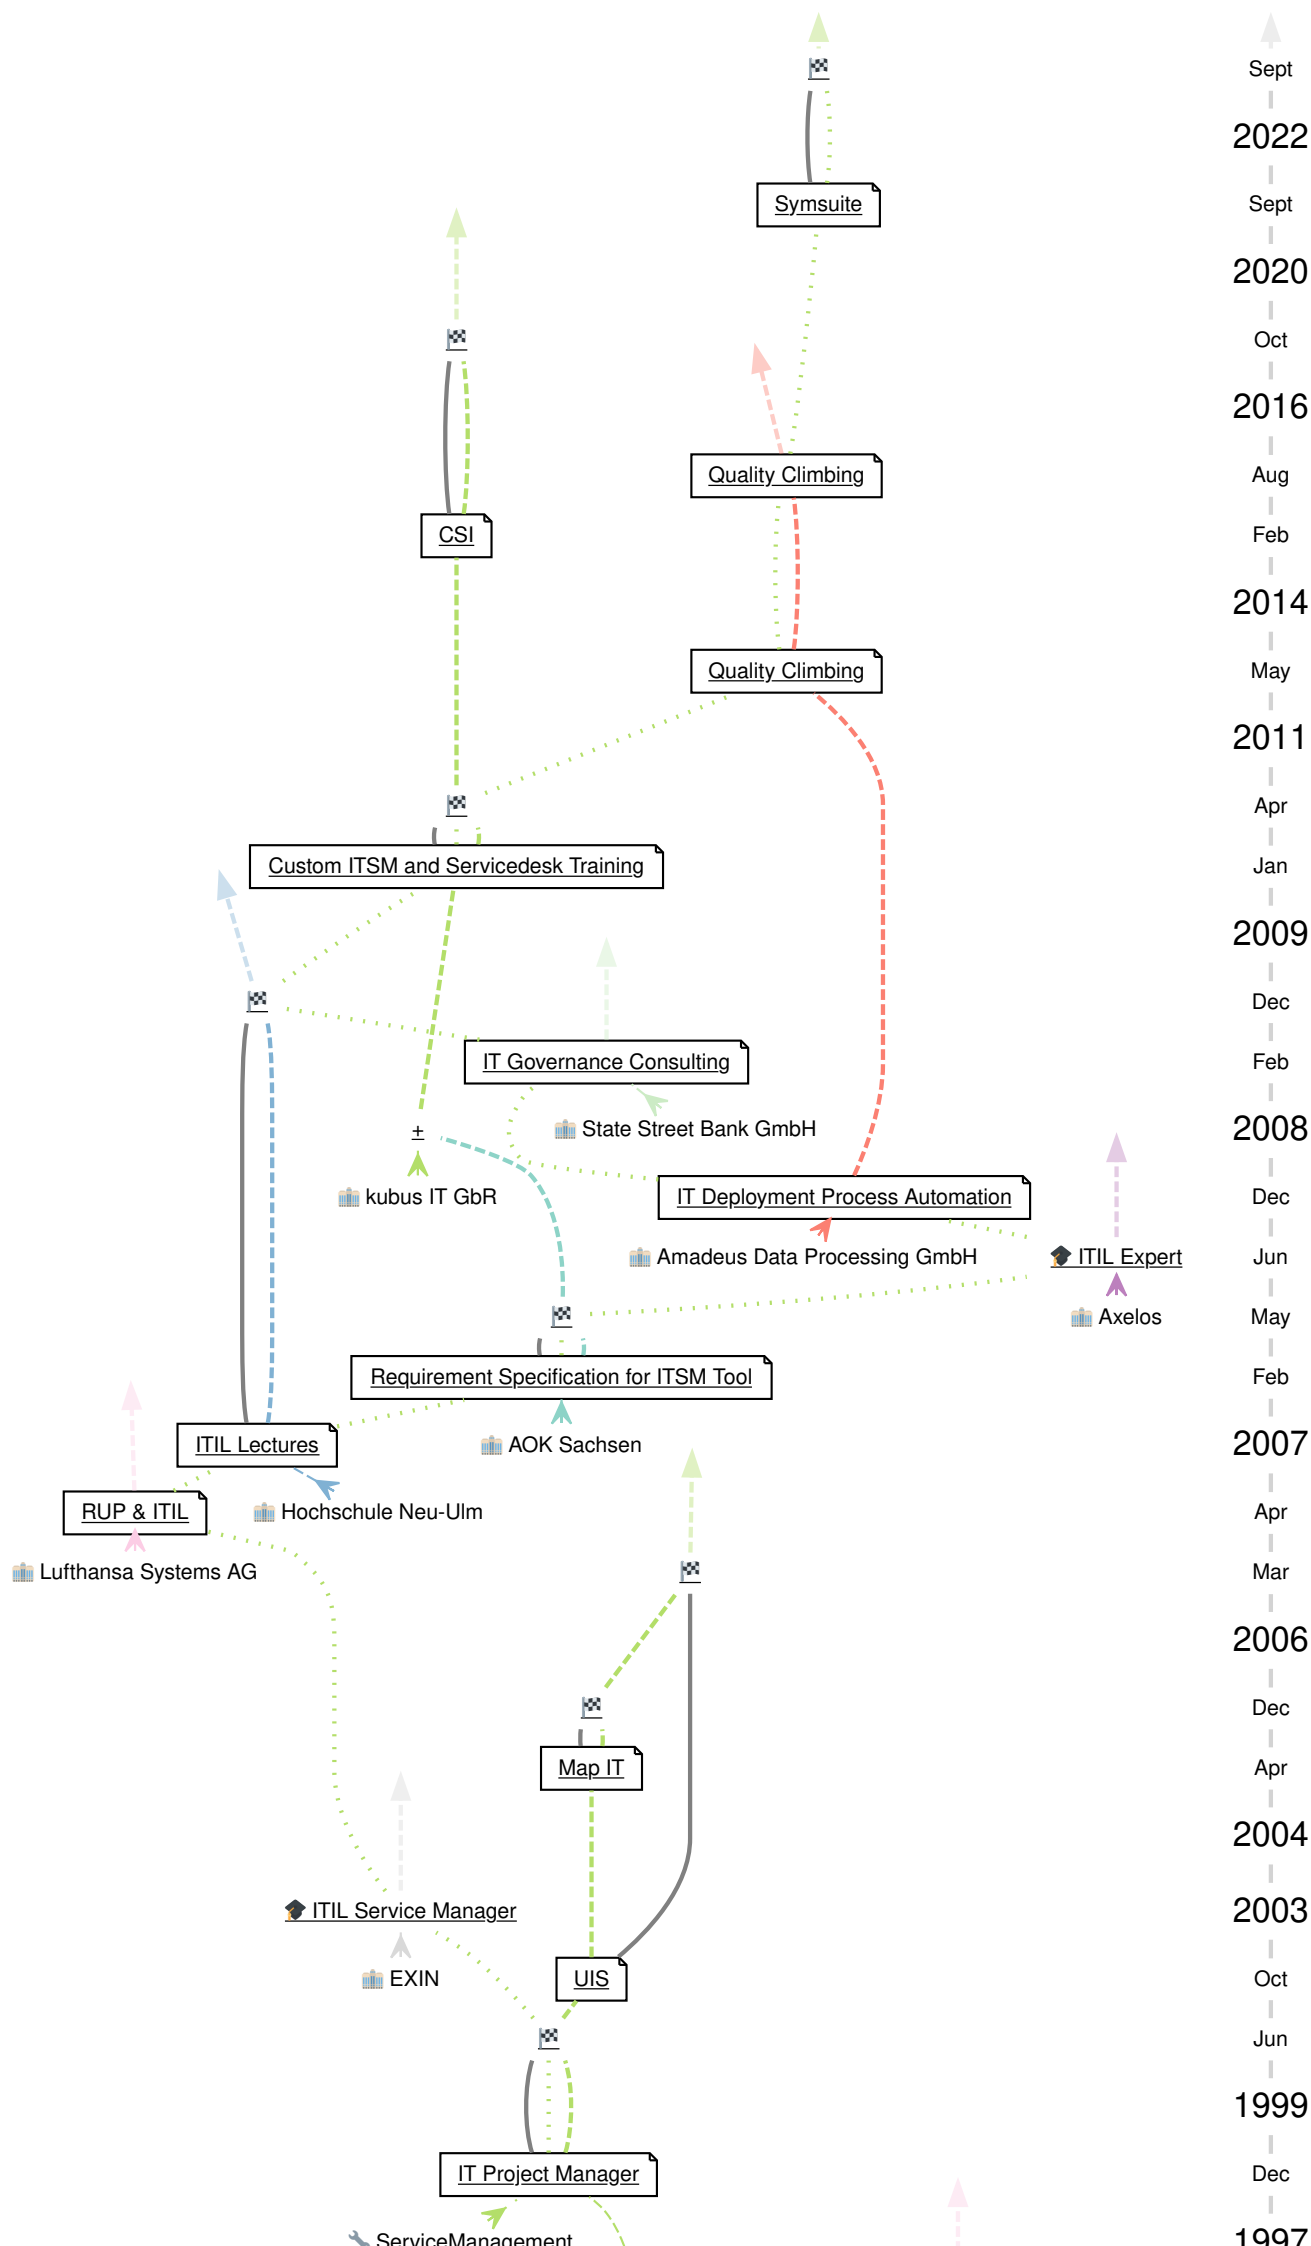 Sept
2022
Symsuite
Sept
2020
Oct
2016
Quality Climbing
Aug
CSI
Feb
2014
Quality Climbing
May
2011
Apr
Custom ITSM and Servicedesk Training
Jan
2009
Dec
IT Governance Consulting
Feb
+
State Street Bank GmbH
2008
kubus IT GbR
IT Deployment Process Automation
Dec
Amadeus Data Processing GmbH
ITIL Expert
Jun
Axelos
May
Requirement Specification for ITSM Tool
Feb
ITIL Lectures
AOK Sachsen
2007
RUP & ITIL
Hochschule Neu-Ulm
Apr
Lufthansa Systems AG
Mar
2006
Dec
Map IT
Apr
2004
ITIL Service Manager
2003
EXIN
UIS
Oct
Jun
1999
IT Project Manager
Dec
ServiceManagement
1997